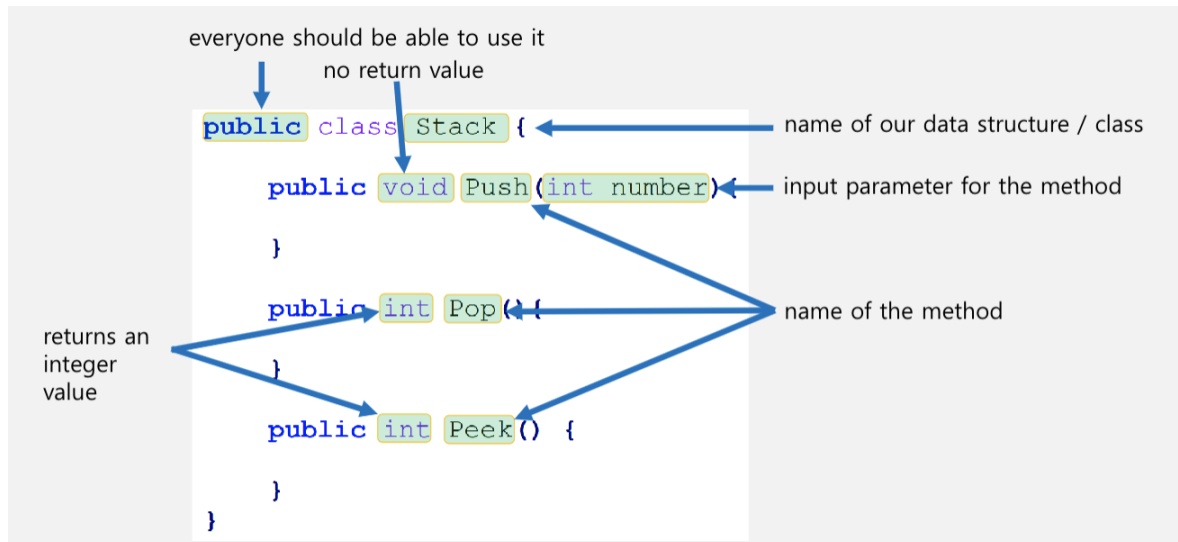 everyone should be able to use it
no return value
public class Stack {
name of our data structure / class
public void Push(int number){
input parameter for the method
}
public int Pop() {
name of the method
returns an
integer
value
}
public int Peek() {
}
}